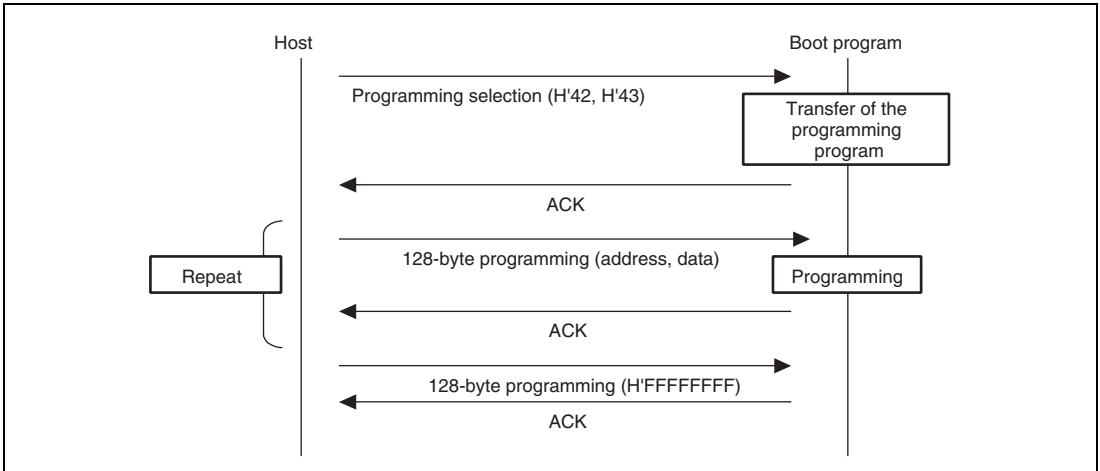 Host
Boot program
Programming selection (H'42, H'43)
Transfer of the
programming
program
ACK
128-byte programming (address, data)
Repeat
Programming
ACK
128-byte programming (H'FFFFFFFF)
ACK